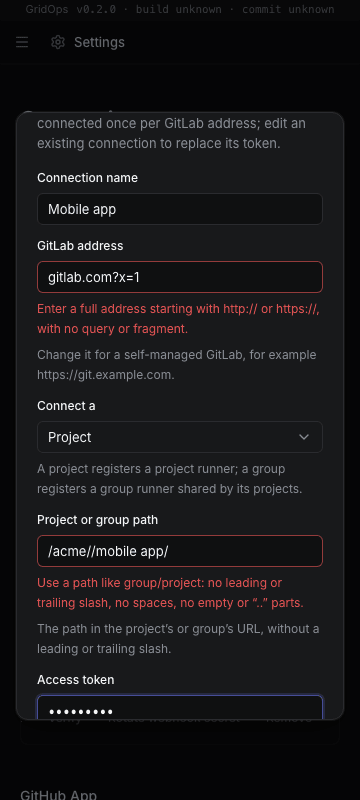 GridOps v0.2.0 · build unknown · commit unknown
Settings
connected once per GitLab address; edit an
existing connection to replace its token.
Connection name
Mobile app
GitLab address
gitlab.com?x=1
Enter a full address starting with http:// or https://,
with no query or fragment.
Change it for a self-managed GitLab, for example
https://git.example.com.
Connect a
Project
A project registers a project runner; a group
registers a group runner shared by its projects.
Project or group path
/acme//mobile app/
Use a path like group/project: no leading or
trailing slash, no spaces, no empty or “..” parts.
The path in the project’s or group’s URL, without a
leading or trailing slash.
Access token
•••••••••
GitHub App